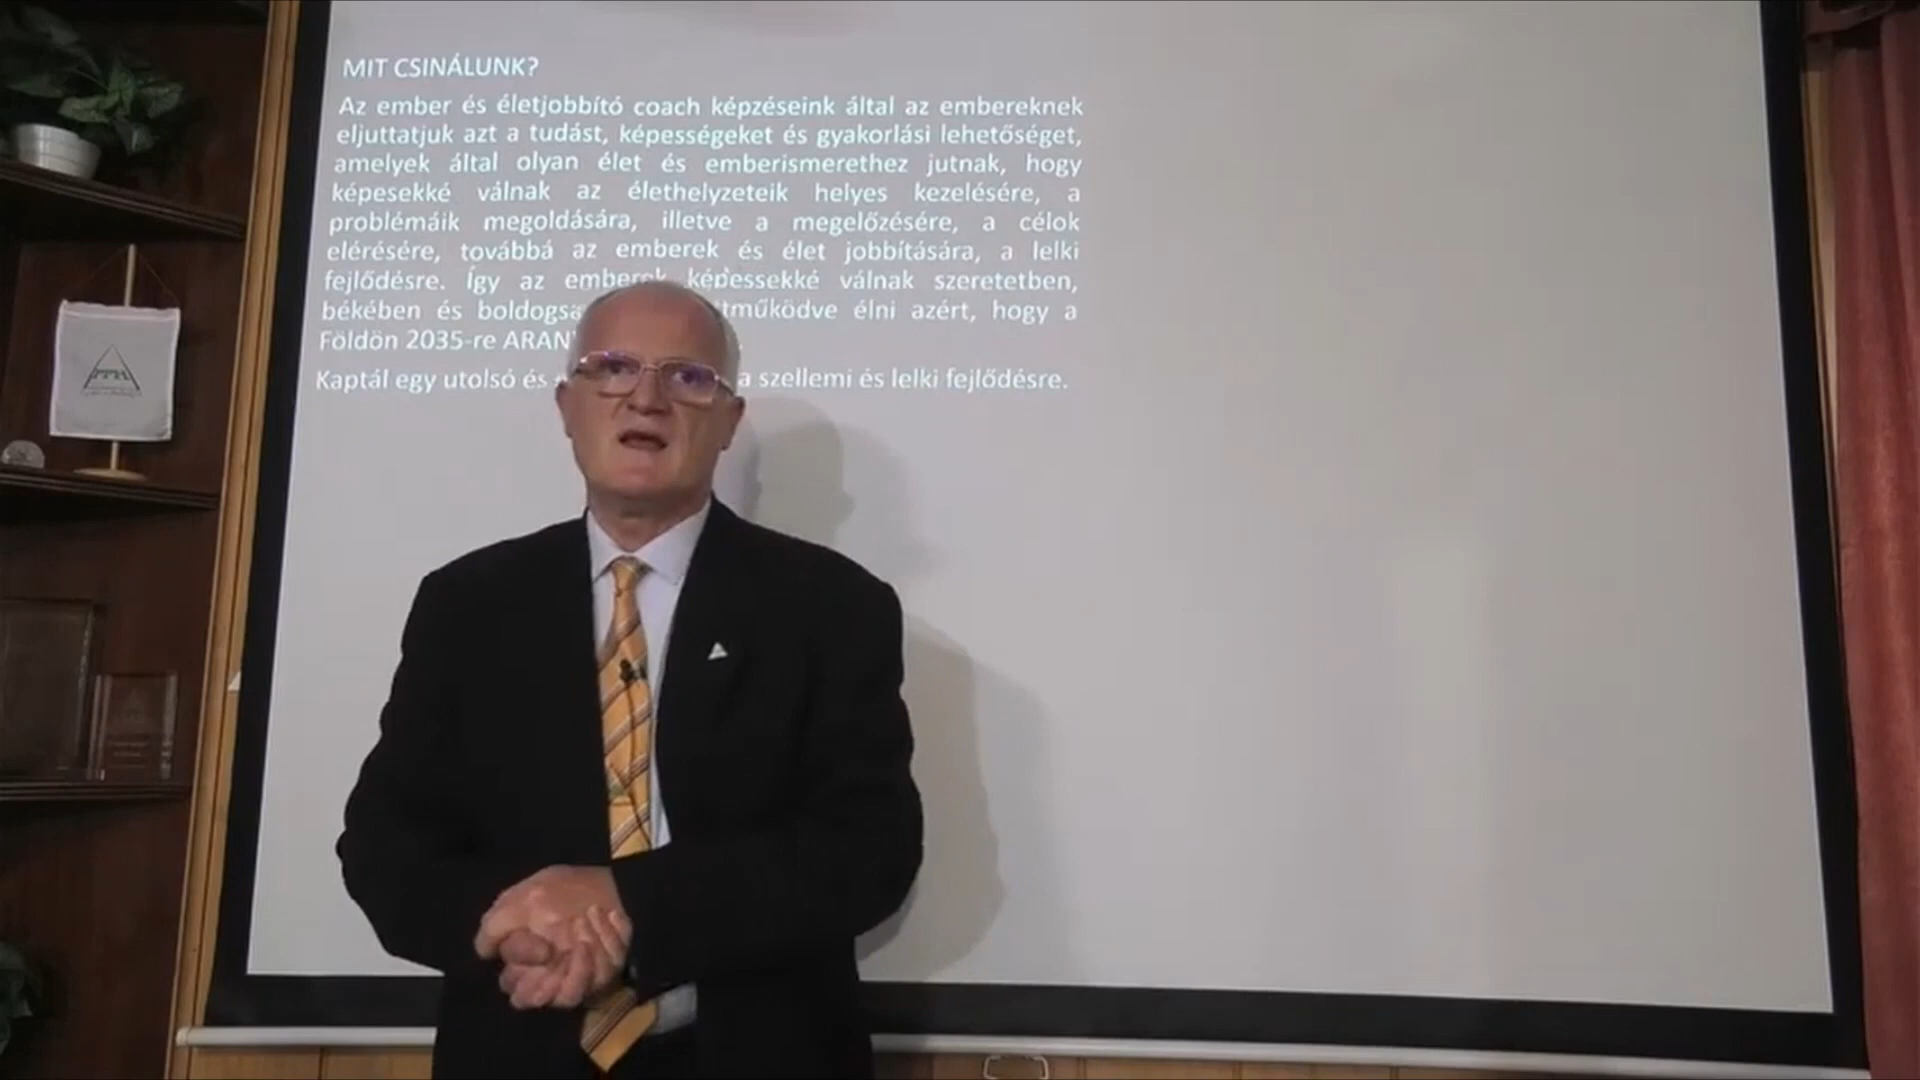 MIT CSINÁLUNK?
Az ember és életjobbító coach képzéseink által az embereknek
eljuttatjuk azt a tudást, képességeket és gyakorlási lehetőséget,
amelyek által olyan élet és emberismerethez jutnak, hogy
képesekké válnak az élethelyzeteik helyes kezelésére, a
problémáik megoldására, illetve a megelőzésére, a célok
elérésére, továbbá az emberek és élet jobbítására, a lelki
fejlődésre. Így az emberek képessekké válnak szeretetben,
békében és élni azért, hogy a
Földön 2035-re
Kaptál egy utolsó és a szellemi és lelki fejlődésre.